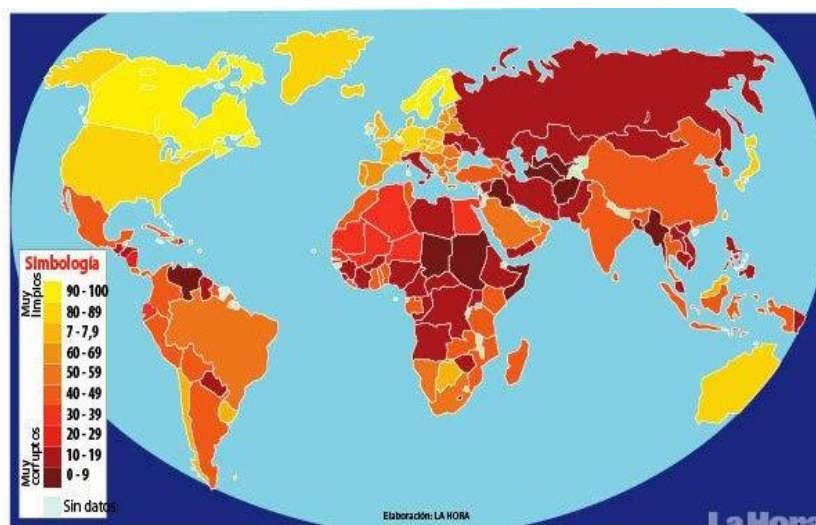 Simbología
Muy limpios
90 - 100
80 - 89
7 - 7,9
60 - 69
50 - 59
40 - 49
30 - 39
20 - 29
10 - 19
0 - 9
Muy corruptos
Sin datos
Elaboración: LA HORA
LaHora